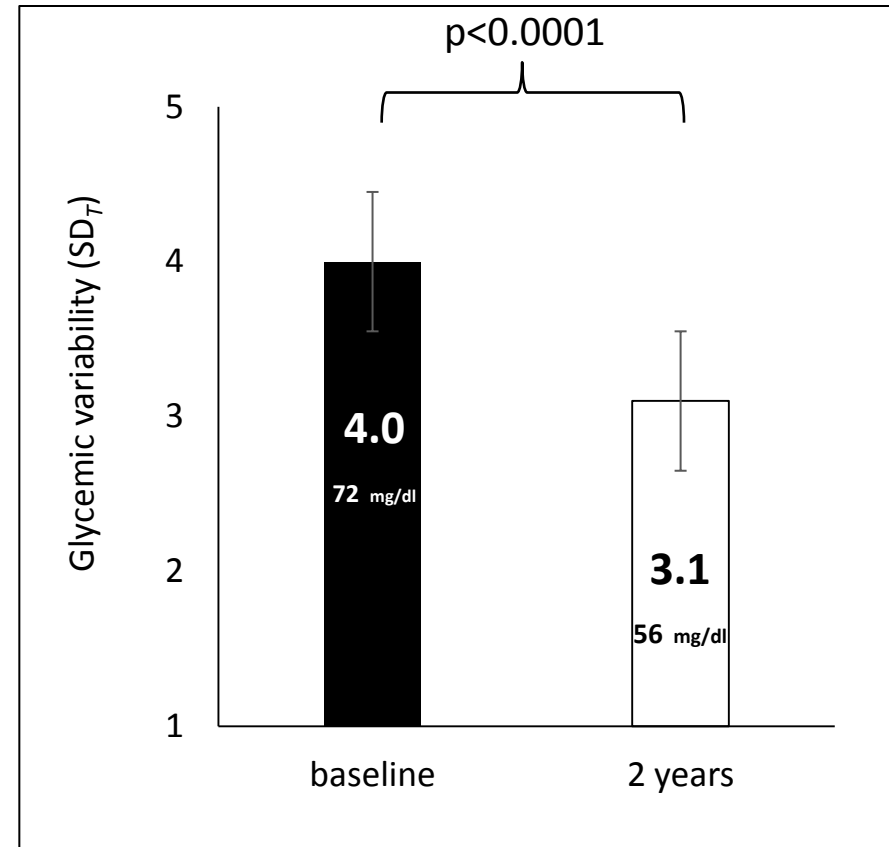 p<0.0001
5
4
3
2
1
Glycemic variability (SDT)
4.0
72 mg/dl
3.1
56 mg/dl
baseline
2 years